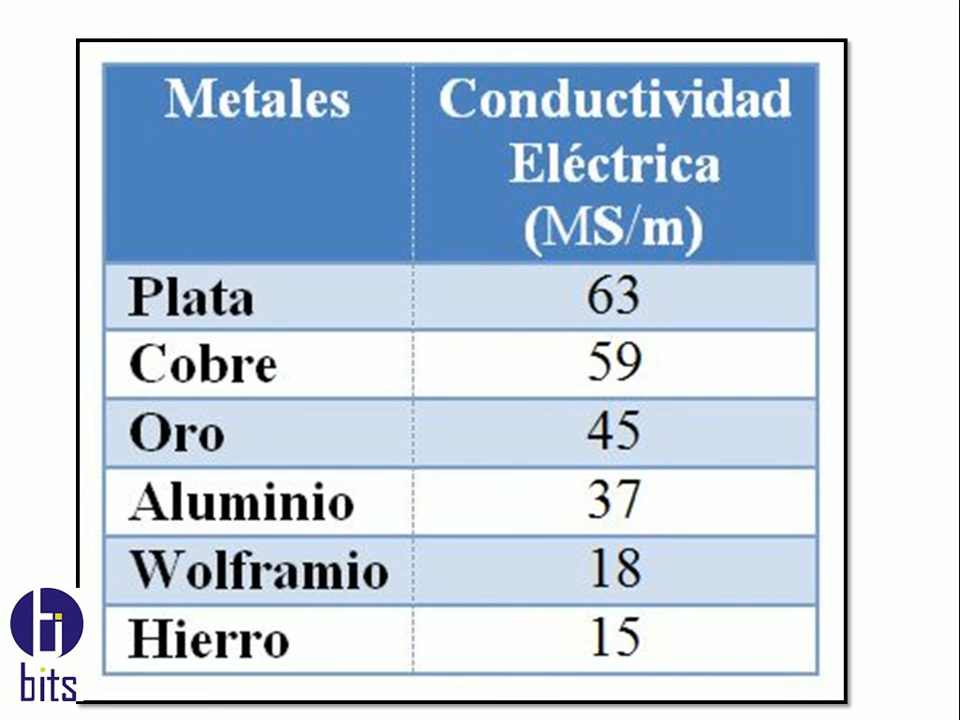 Metales
Conductividad
Eléctrica
(MS/m)
Plata 63
Cobre 59
Oro 45
Aluminio 37
Wolframio 18
Hierro 15
bits